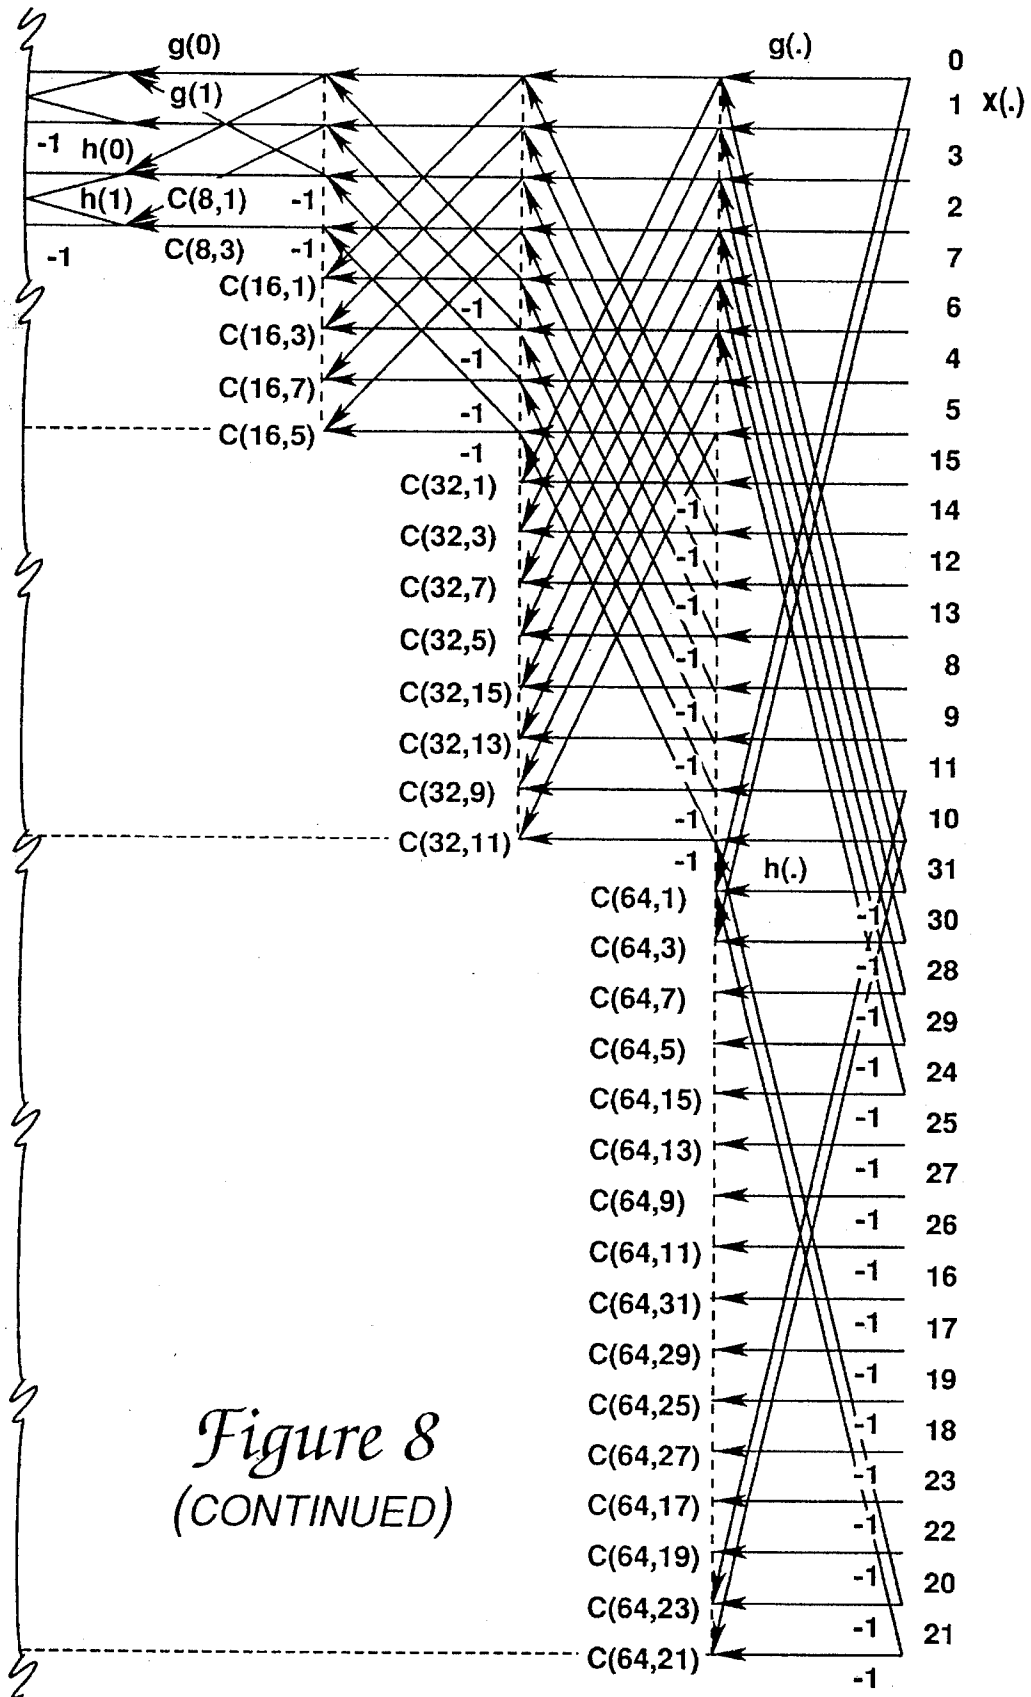 g(0)
g(.)
0
g(1)
1
x(.)
-1
h(0)
3
h(1)
C(8,1)
-1
2
-1
C(8,3)
-1
7
C(16,1)
6
-1
C(16,3)
4
-1
C(16,7)
5
-1
C(16,5)
15
-1
C(32,1)
14
-1
C(32,3)
12
-1
C(32,7)
13
-1
C(32,5)
8
-1
C(32,15)
9
-1
C(32,13)
11
-1
C(32,9)
10
-1
C(32,11)
31
-1
h(.)
C(64,1)
30
-1
C(64,3)
28
-1
C(64,7)
29
-1
C(64,5)
24
-1
C(64,15)
25
-1
C(64,13)
27
-1
C(64,9)
26
-1
C(64,11)
16
-1
C(64,31)
17
-1
C(64,29)
19
-1
C(64,25)
18
-1
C(64,27)
23
-1
C(64,17)
22
-1
C(64,19)
20
-1
C(64,23)
21
-1
C(64,21)
-1
Figure 8
(CONTINUED)